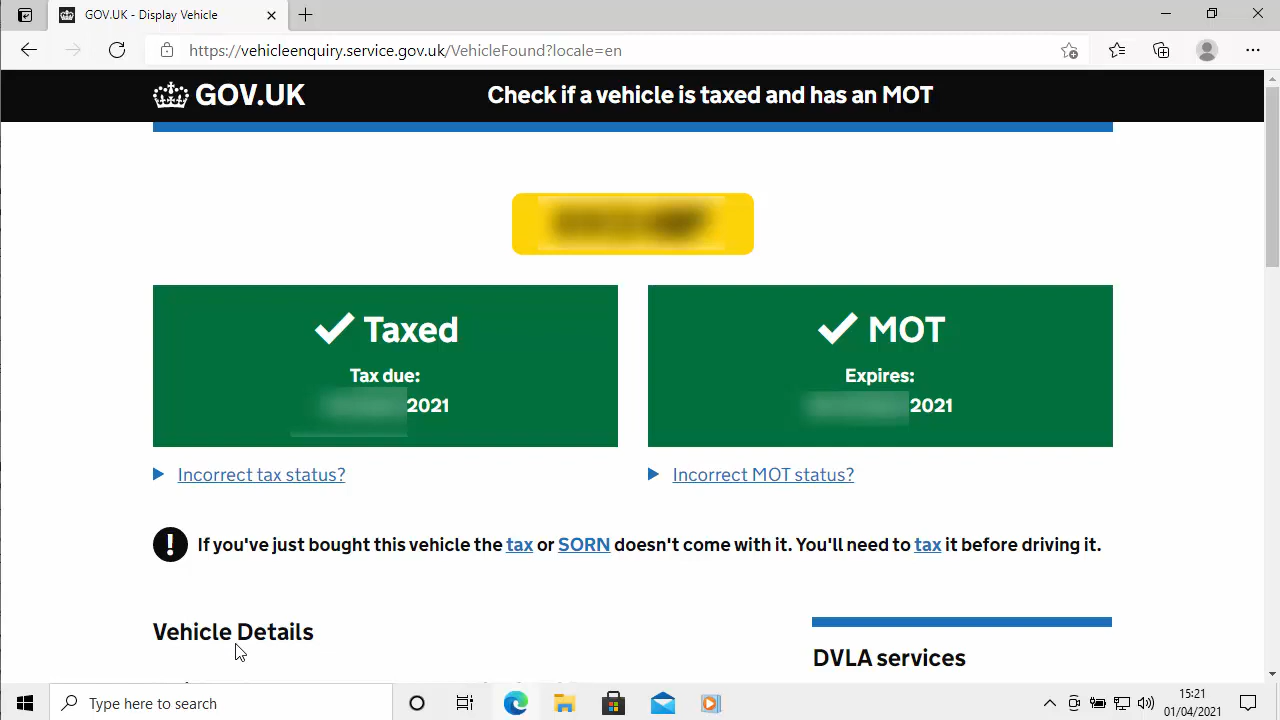 GOV.UK - Display Vehicle
https://vehicleenquiry.service.gov.uk/VehicleFound?locale=en
GOV.UK
Check if a vehicle is taxed and has an MOT
Taxed
Tax due:
2021
MOT
Expires:
2021
Incorrect tax status?
Incorrect MOT status?
If you've just bought this vehicle the tax or SORN doesn't come with it. You'll need to tax it before driving it.
Vehicle Details
DVLA services
Type here to search
15:21
01/04/2021